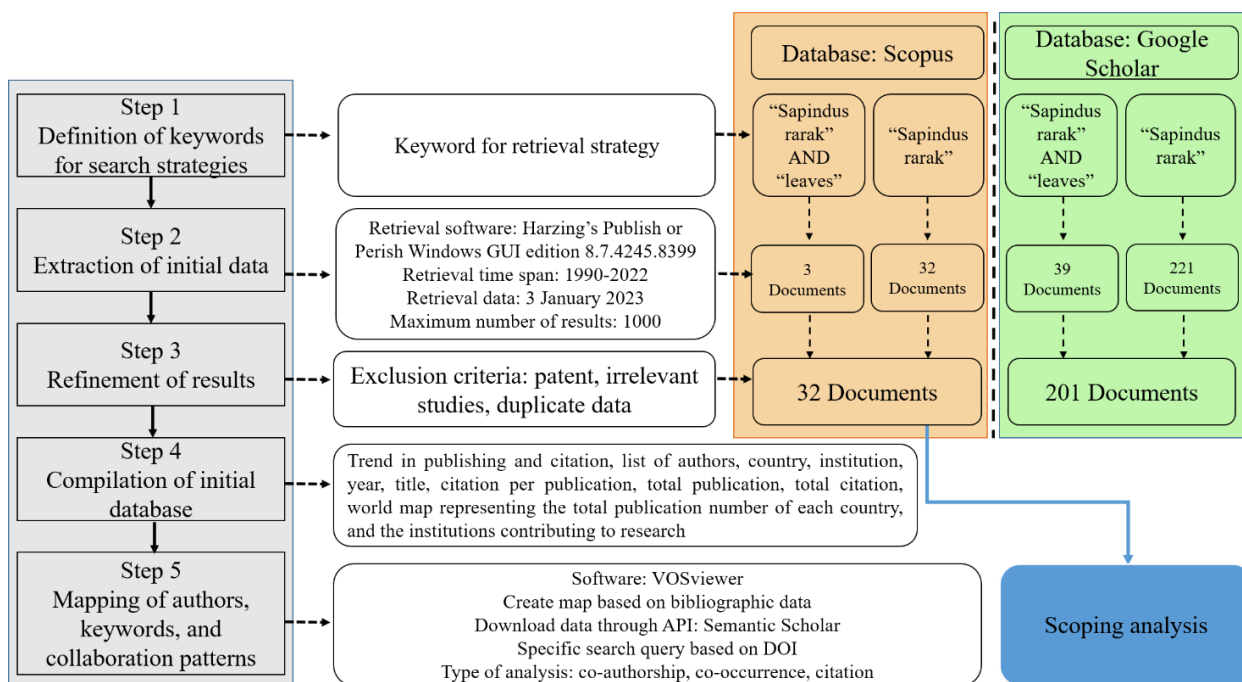 Step 1
Definition of keywords
for search strategies
Step 2
Extraction of initial data
Step 3
Refinement of results
Step 4
Compilation of initial
database
Step 5
Mapping of authors,
keywords, and
collaboration patterns
Keyword for retrieval strategy
Retrieval software: Harzing’s Publish or
Perish Windows GUI edition 8.7.4245.8399
Retrieval time span: 1990-2022
Retrieval data: 3 January 2023
Maximum number of results: 1000
Exclusion criteria: patent, irrelevant
studies, duplicate data
Trend in publishing and citation, list of authors, country, institution,
year, title, citation per publication, total publication, total citation,
world map representing the total publication number of each country,
and the institutions contributing to research
Software: VOSviewer
Create map based on bibliographic data
Download data through API: Semantic Scholar
Specific search query based on DOI
Type of analysis: co-authorship, co-occurrence, citation
Database: Scopus
“Sapindus
rarak”
AND
“leaves”
“Sapindus
rarak”
3
Documents
32
Documents
32 Documents
Database: Google
Scholar
“Sapindus
rarak”
AND
“leaves”
“Sapindus
rarak”
39
Documents
221
Documents
201 Documents
Scoping analysis